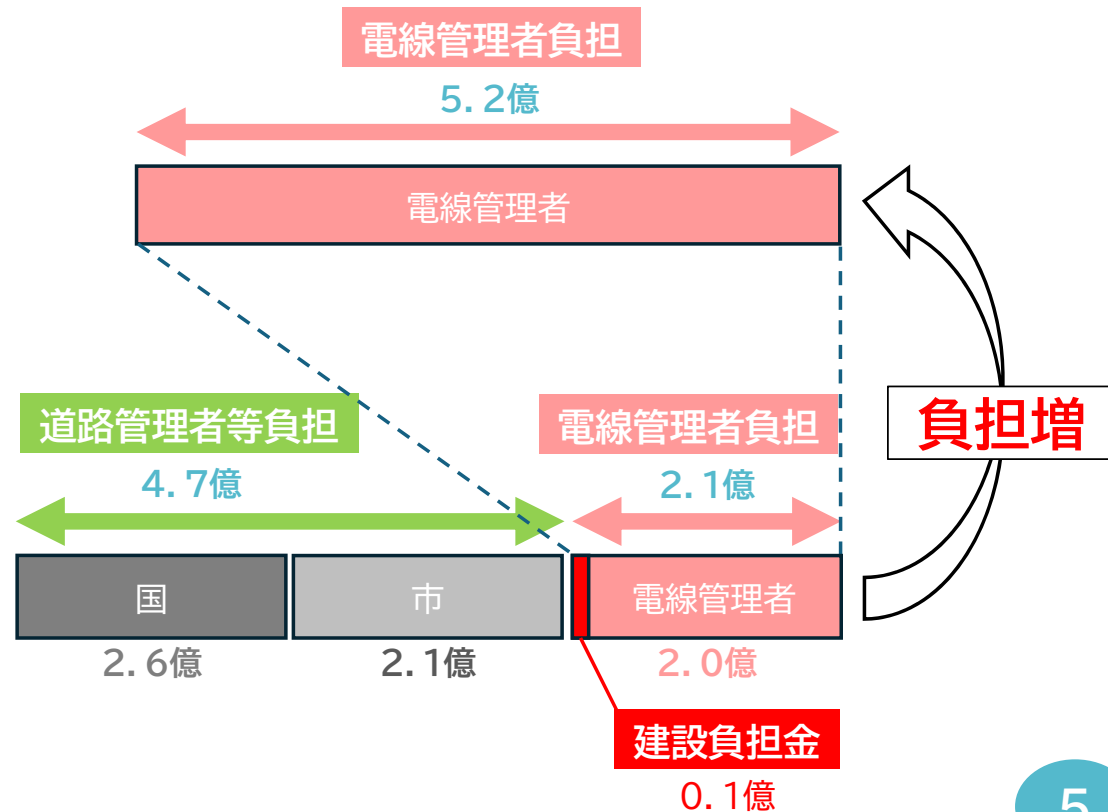 電線管理者負担
5.2億
電線管理者
負担増
道路管理者等負担
4.7億
電線管理者負担
2.1億
国
市
電線管理者
2.6億
2.1億
2.0億
建設負担金
0.1億
5